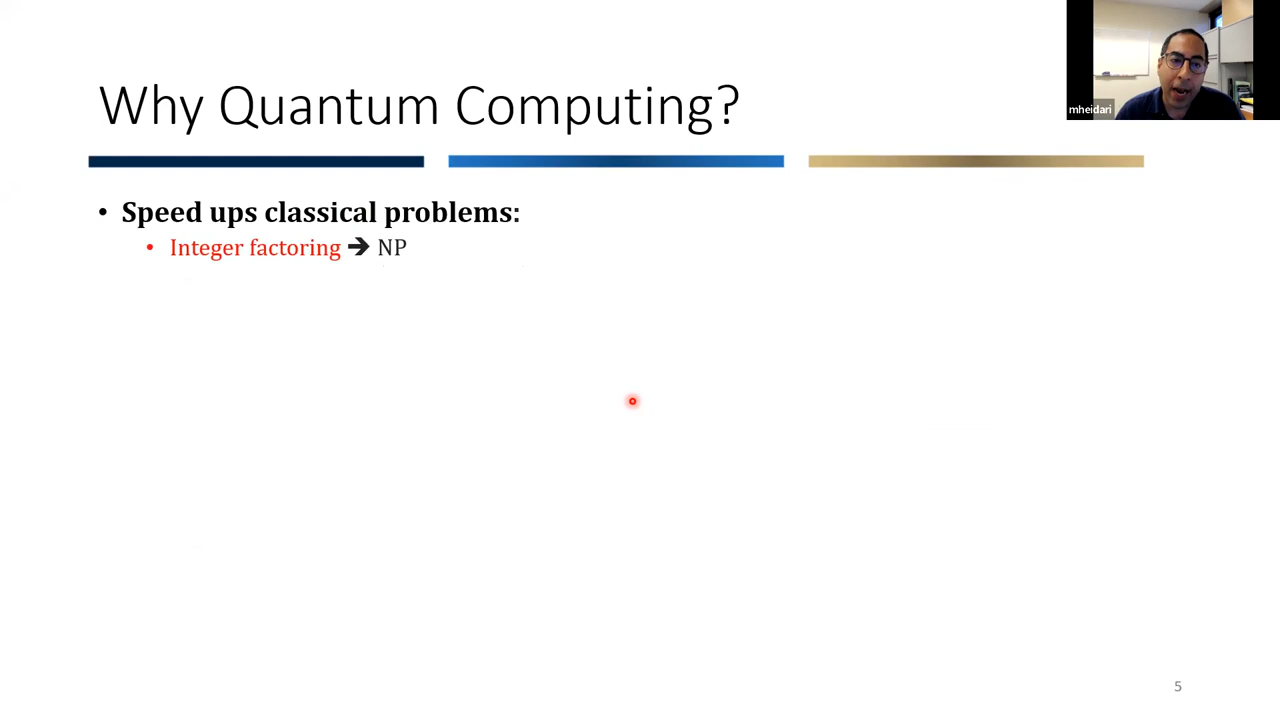 Why Quantum Computing?
mheidari
• Speed ups classical problems:
• Integer factoring ➔ NP
5